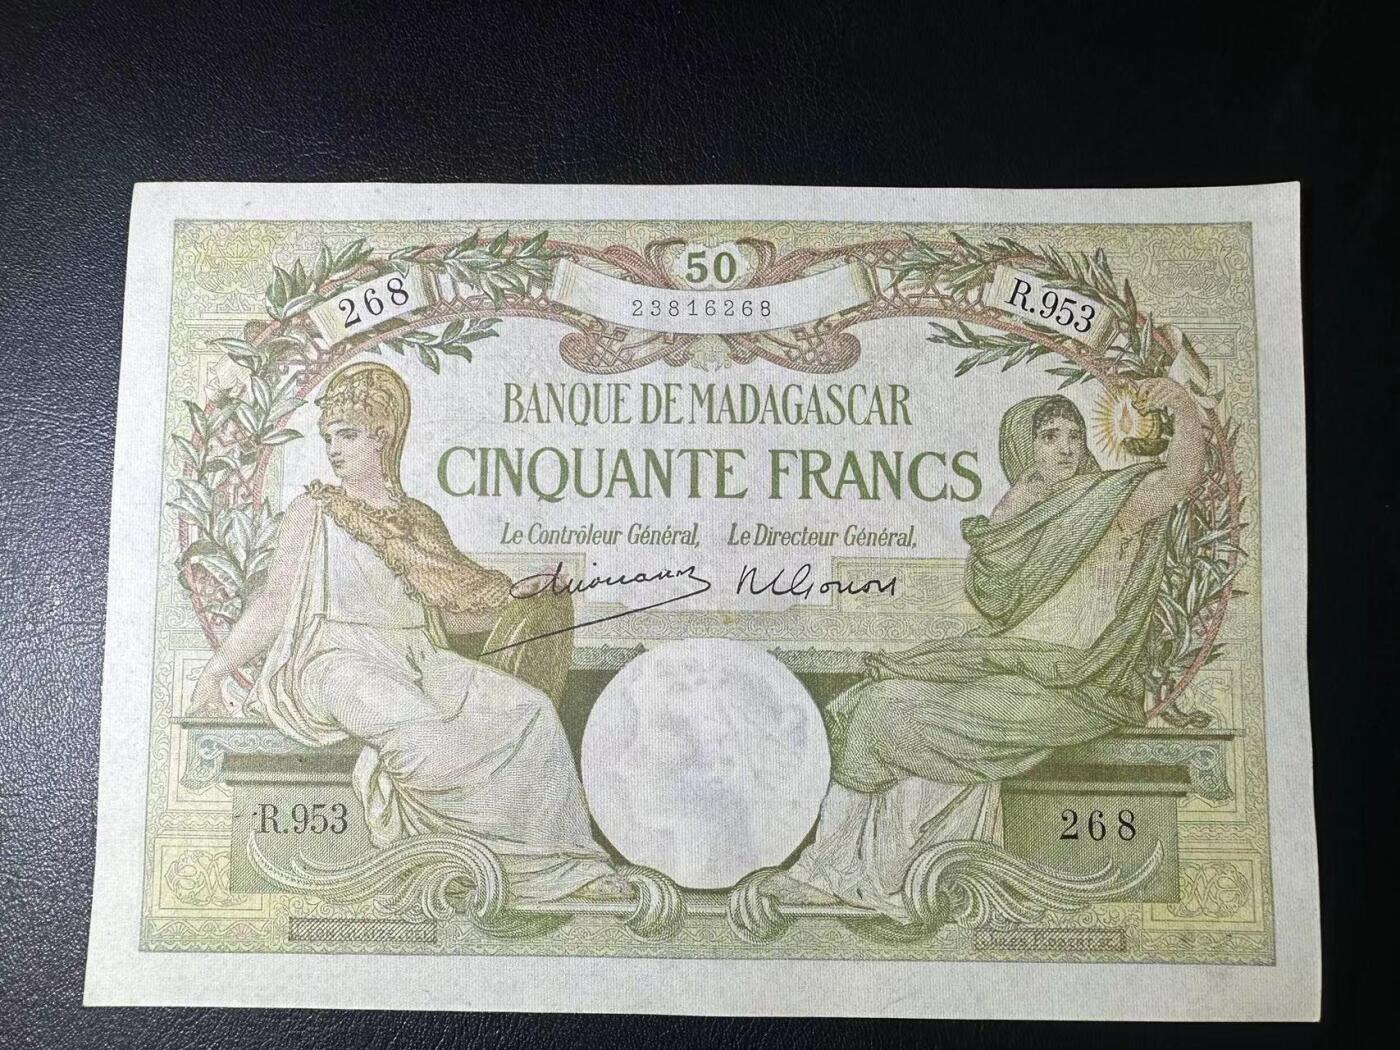 50
268
23816268
R.953
BANQUE DE MADAGASCAR
CINQUANTE FRANCS
Le Contrôleur Général, Le Directeur Général,
R.953
268